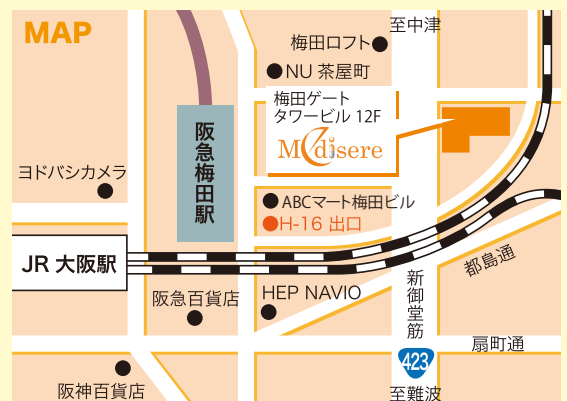 MAP
至中津
梅田ロフト
NU 茶屋町
梅田ゲート
タワービル 12F
Modisere
阪急梅田駅
ヨドバシカメラ
ABCマート梅田ビル
H-16 出口
JR 大阪駅
都島通
新御堂筋
阪急百貨店
HEP NAVIO
扇町通
423
阪神百貨店
至難波